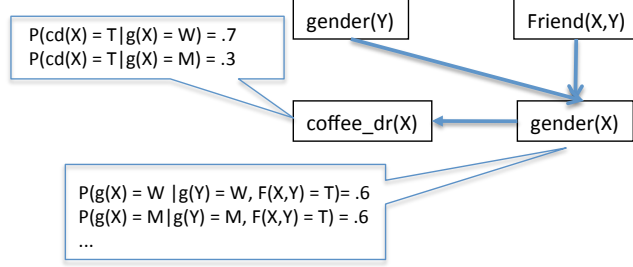 P(cd(X) = T|g(X) = W) = .7
P(cd(X) = T|g(X) = M) = .3
gender(Y)
Friend(X,Y)
coffee_dr(X)
gender(X)
P(g(X) = W |g(Y) = W, F(X,Y) = T)= .6
P(g(X) = M|g(Y) = M, F(X,Y) = T) = .6
...